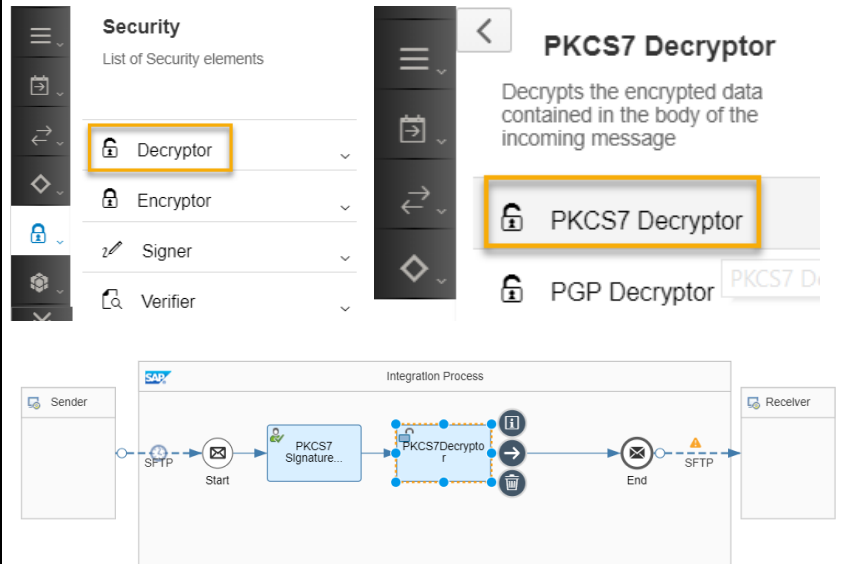 Security
List of Security elements
Decryptor
Encryptor
Signer
Verifier
PKCS7 Decryptor
Decrypts the encrypted data
contained in the body of the
incoming message
PKCS7 Decryptor
PGP Decryptor
PKCS7 D
SAP
Integration Process
Sender
Receiver
SFTP
Start
PKCS7
SIgnature...
PKCS7Decrypto
r
End
SFTP